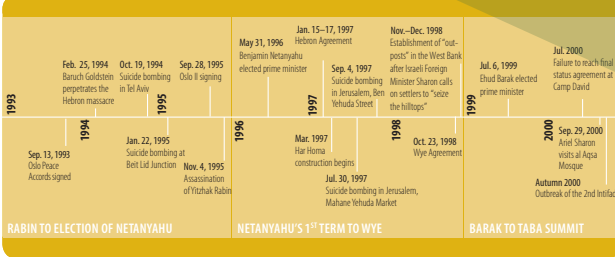 1993
Sep. 13, 1993
Oslo Peace
Accords signed
Feb. 25, 1994
Baruch Goldstein
perpetrates the
Hebron massacre
1994
Oct. 19, 1994
Suicide bombing
in Tel Aviv
Jan. 22, 1995
Suicide bombing at
Beit Lid Junction
1995
Sep. 28, 1995
Oslo II signing
Nov. 4, 1995
Assassination
of Yitzhak Rabin
RABIN TO ELECTION OF NETANYAHU
1996
May 31, 1996
Benjamin Netanyahu
elected prime minister
Jan. 15–17, 1997
Hebron Agreement
1997
Mar. 1997
Har Homa
construction begins
Jul. 30, 1997
Suicide bombing in Jerusalem,
Mahane Yehuda Market
Sep. 4, 1997
Suicide bombing
in Jerusalem, Ben
Yehuda Street
1998
Nov.–Dec. 1998
Establishment of "out-
posts" in the West Bank
after Israeli Foreign
Minister Sharon calls
on settlers to "seize
the hilltops"
Oct. 23, 1998
Wye Agreement
NETANYAHU'S 1ST TERM TO WYE
1999
Jul. 6, 1999
Ehud Barak elected
prime minister
Jul. 2000
Failure to reach final
status agreement at
Camp David
2000
Sep. 29, 2000
Ariel Sharon
visits al Aqsa
Mosque
Autumn 2000
Outbreak of the 2nd Intifad
BARAK TO TABA SUMMIT